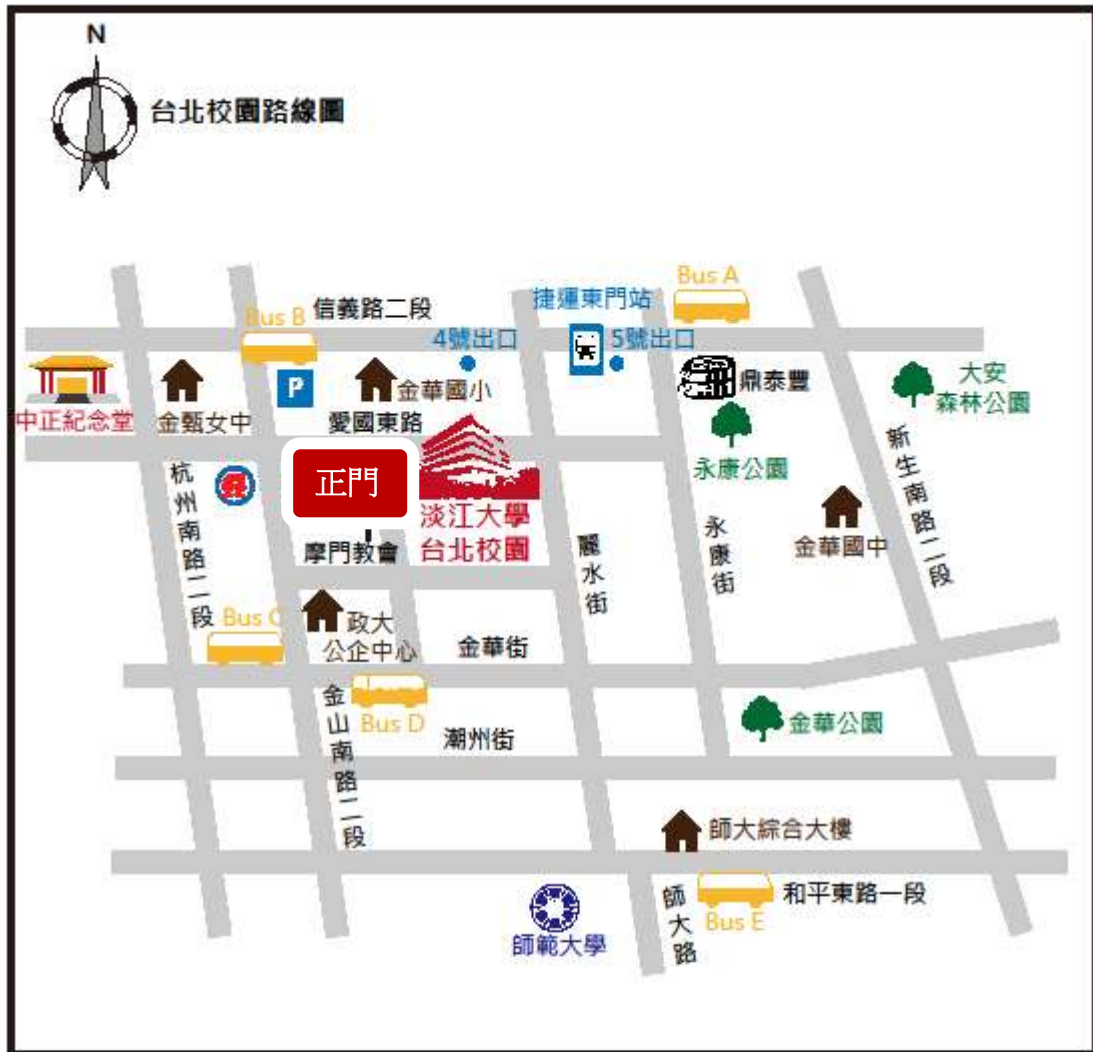 N
台北校園路線圖
Bus A
捷運東門站
信義路二段
Bus B
4號出口
5號出口
鼎泰豐
大安
森林公園
P
金華國小
中正紀念堂
金甌女中
愛國東路
永康公園
新生南路二段
正門
杭州南路二段
淡江大學
台北校園
麗水街
永康街
金華國中
摩門教會
Bus C
政大
公企中心
金華街
金山南路二段
Bus D
潮州街
金華公園
師大綜合大樓
和平東路一段
師大路
Bus E
師範大學